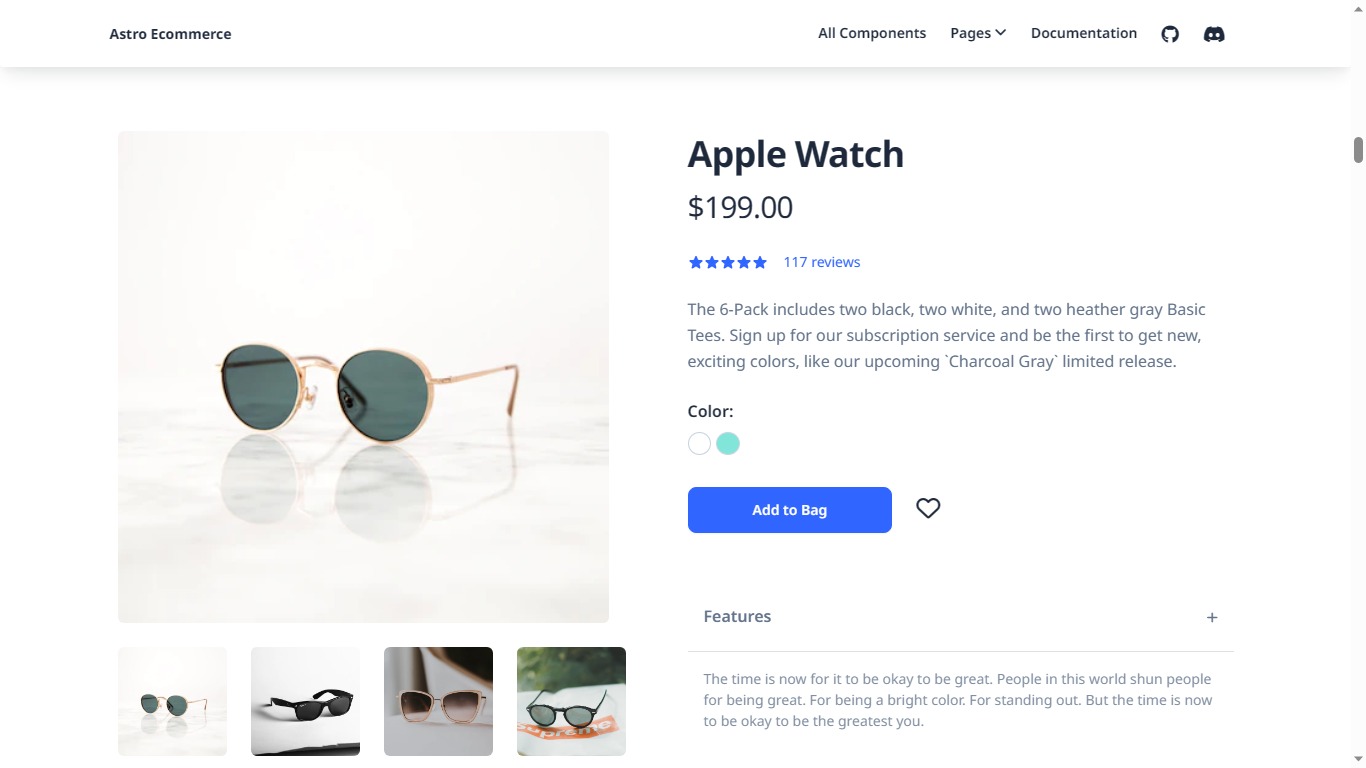 Astro Ecommerce
All Components
Pages
Documentation
Apple Watch
$199.00
117 reviews
The 6-Pack includes two black, two white, and two heather gray Basic
Tees. Sign up for our subscription service and be the first to get new,
exciting colors, like our upcoming `Charcoal Gray` limited release.
Color:
Add to Bag
Features
+
The time is now for it to be okay to be great. People in this world shun people
for being great. For being a bright color. For standing out. But the time is now
to be okay to be the greatest you.
Supreme